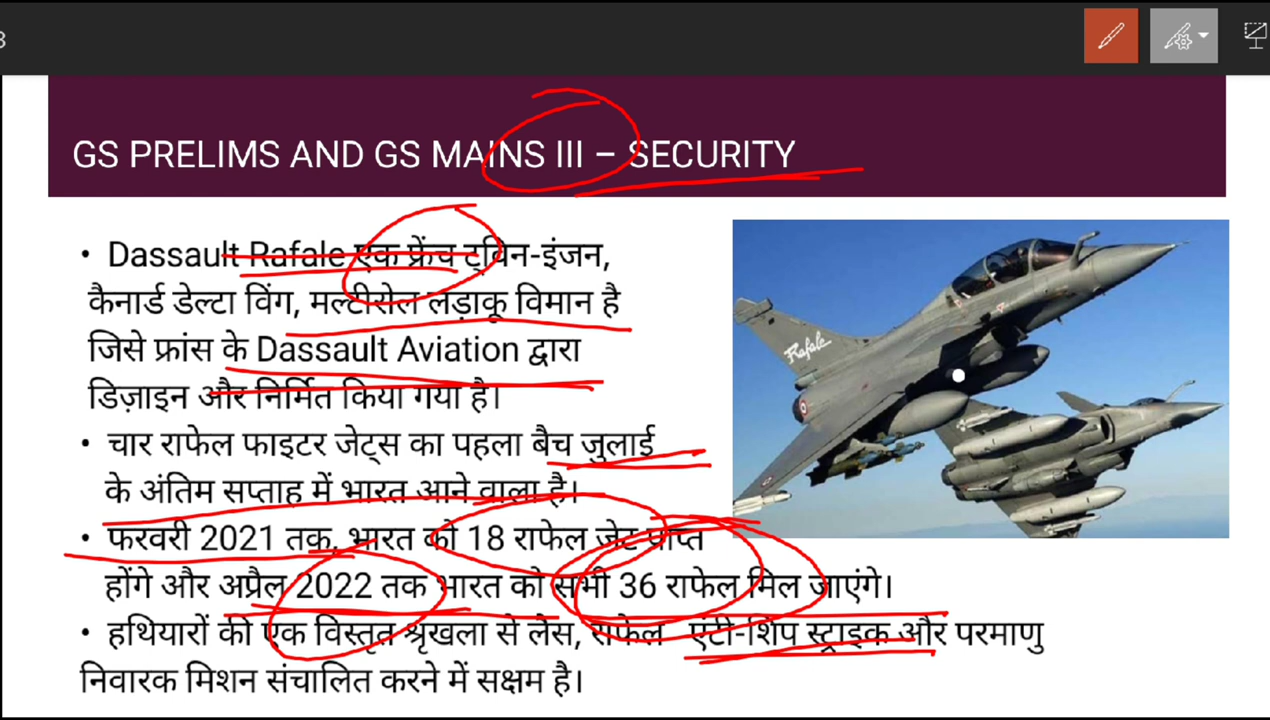 3
GS PRELIMS AND GS MAINS III – SECURITY
• Dassault Rafale एक फ्रेंच ट्विन-इंजन,
कैनार्ड डेल्टा विंग, मल्टीसेल लड़ाकू विमान है
जिसे फ्रांस के Dassault Aviation द्वारा
डिज़ाइन और निर्मित किया गया है।
• चार राफेल फाइटर जेट्स का पहला बैच जुलाई
के अंतिम सप्ताह में भारत आने वाला है।
• फरवरी 2021 तक, भारत को 18 राफेल जेट प्राप्त
होंगे और अप्रैल 2022 तक भारत को सभी 36 राफेल मिल जाएंगे।
• हथियारों की एक विस्तृत श्रृखला से लैस, राफेल एंटी-शिप स्ट्राइक और परमाणु
निवारक मिशन संचालित करने में सक्षम है।
Rafale